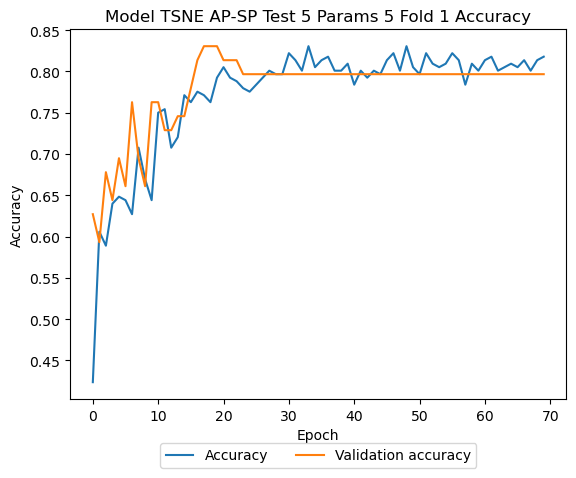 Model TSNE AP-SP Test 5 Params 5 Fold 1 Accuracy
0.85
0.80
0.75
0.70
0.65
0.60
0.55
0.50
0.45
Accuracy
0 10 20 30 40 50 60 70
Epoch
Accuracy Validation accuracy